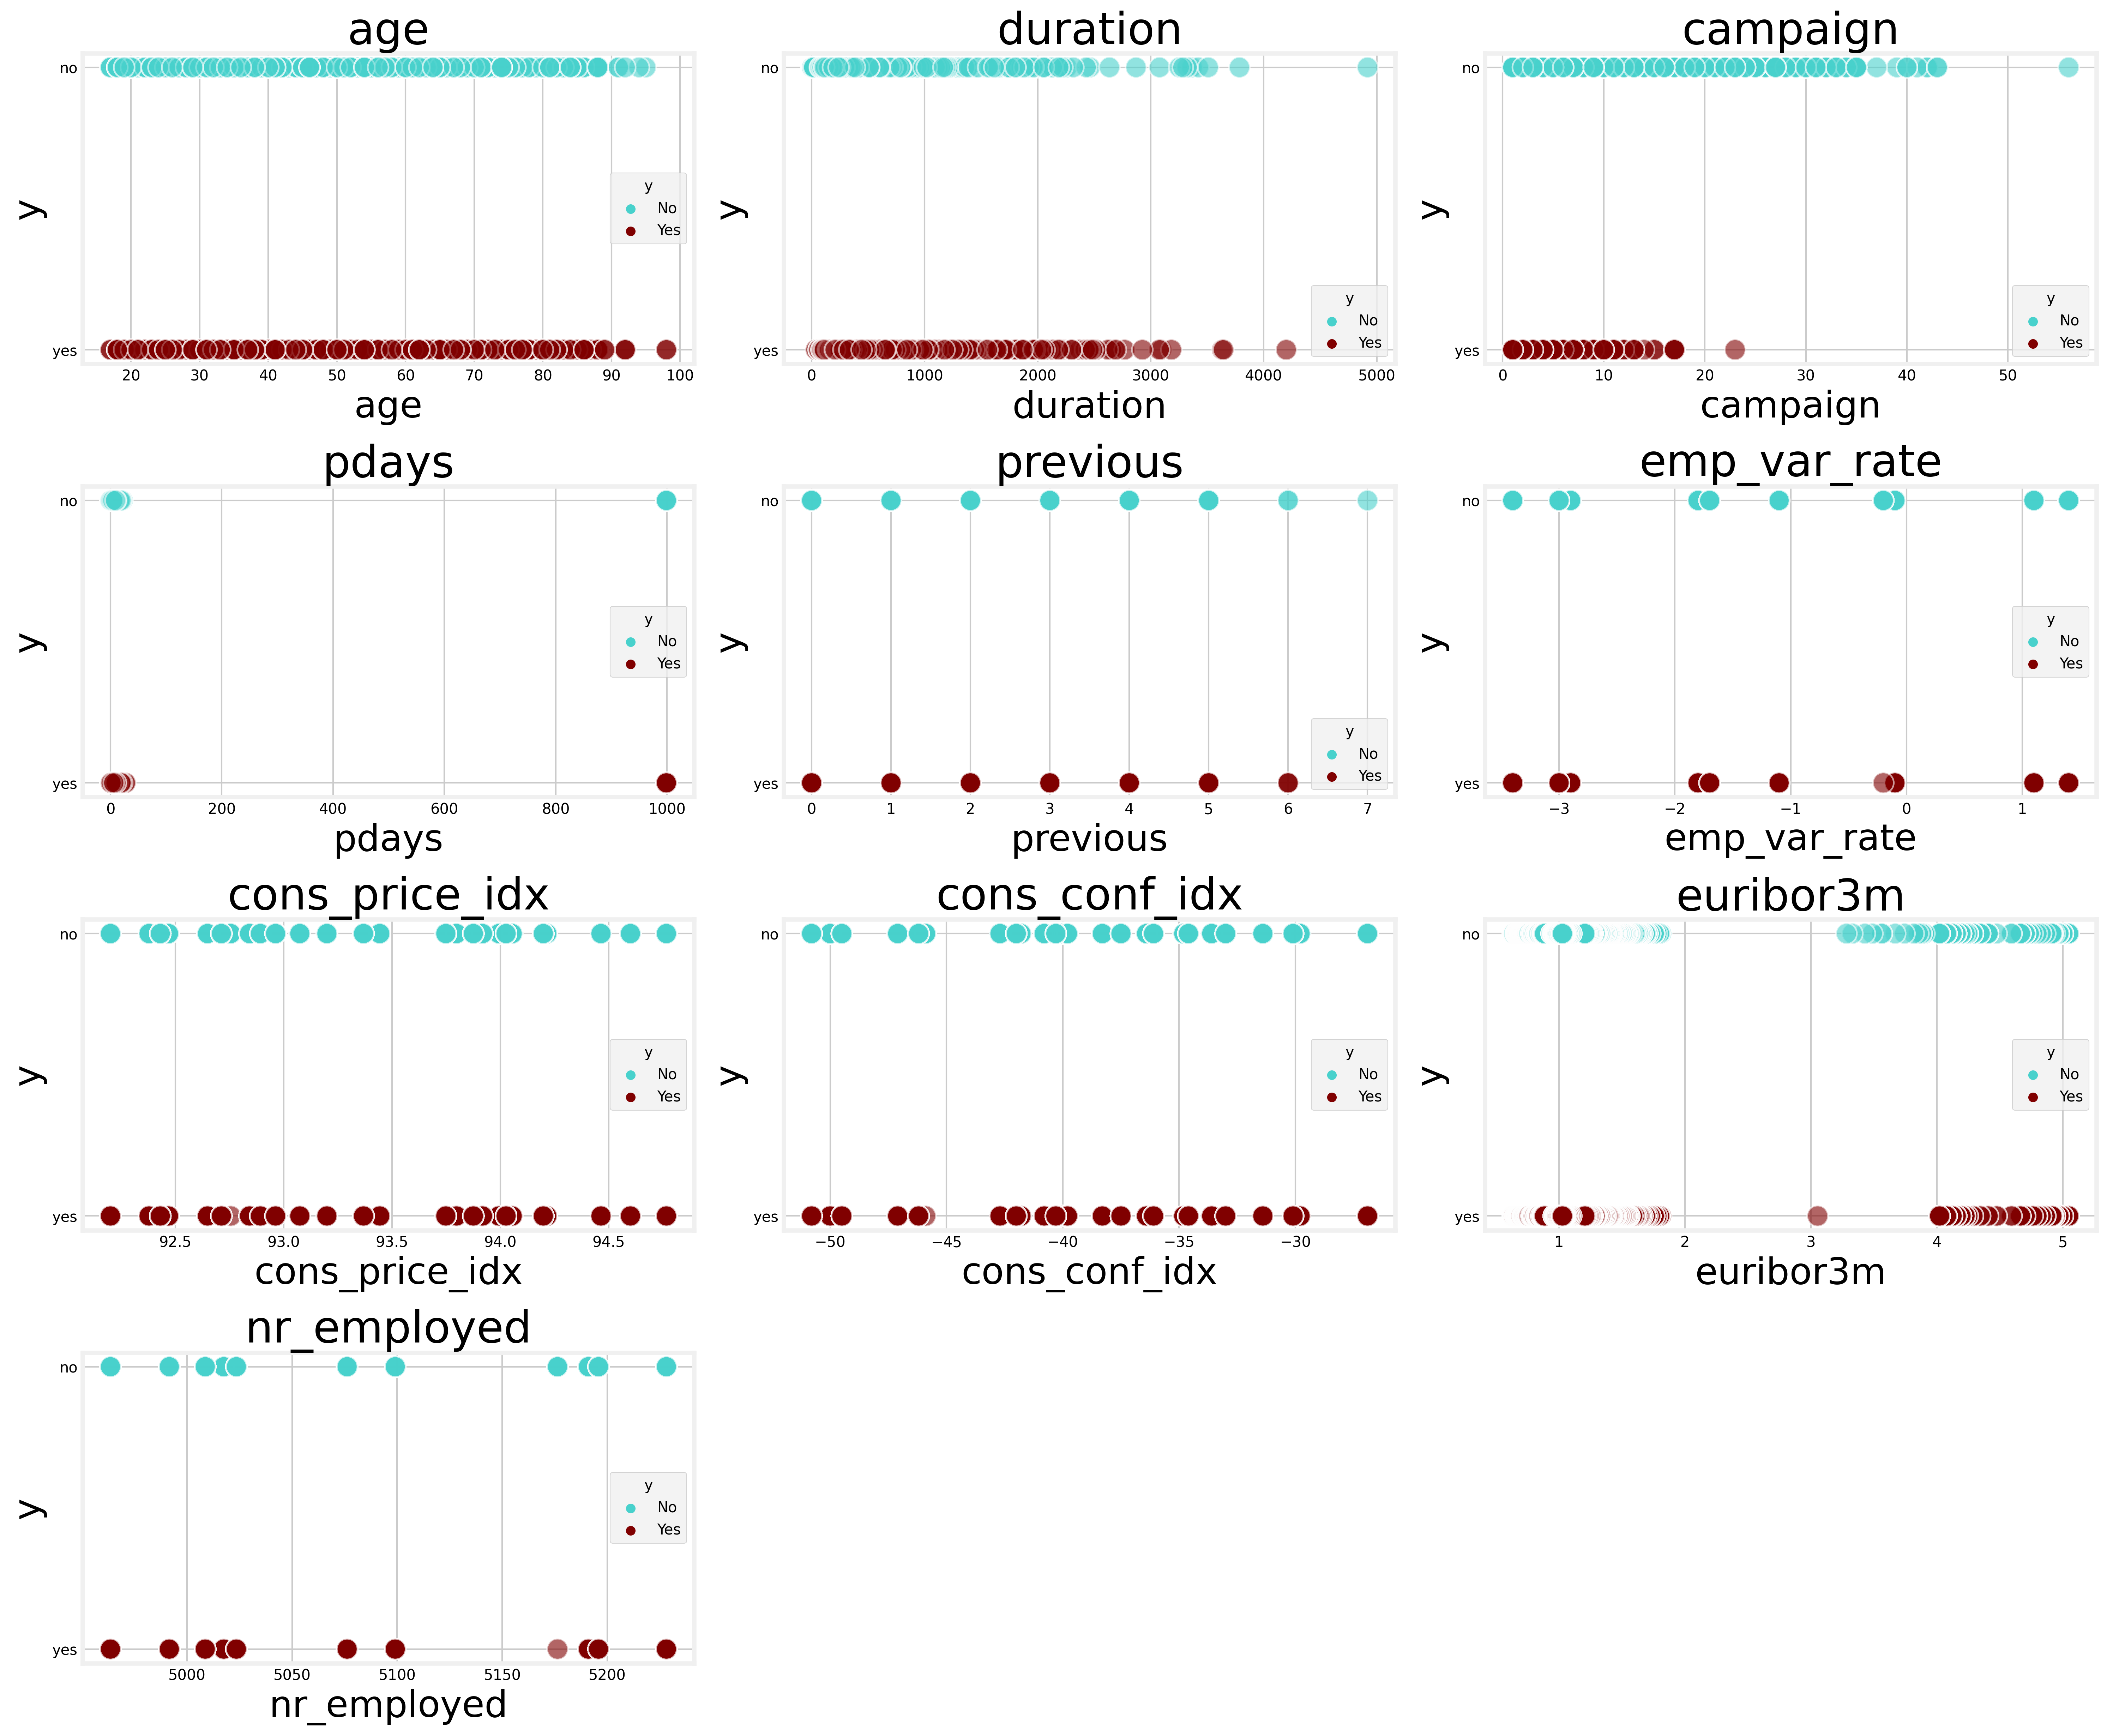 age
no
yes
y
y
No
Yes
20 30 40 50 60 70 80 90 100
age
duration
no
yes
y
y
No
Yes
0 1000 2000 3000 4000 5000
duration
campaign
no
yes
y
y
No
Yes
0 10 20 30 40 50
campaign
pdays
no
yes
y
y
No
Yes
0 200 400 600 800 1000
pdays
previous
no
yes
y
y
No
Yes
0 1 2 3 4 5 6 7
previous
emp_var_rate
no
yes
y
y
No
Yes
−3 −2 −1 0 1
emp_var_rate
cons_price_idx
no
yes
y
y
No
Yes
92.5 93.0 93.5 94.0 94.5
cons_price_idx
cons_conf_idx
no
yes
y
y
No
Yes
−50 −45 −40 −35 −30
cons_conf_idx
euribor3m
no
yes
y
y
No
Yes
1 2 3 4 5
euribor3m
nr_employed
no
yes
y
y
No
Yes
5000 5050 5100 5150 5200
nr_employed